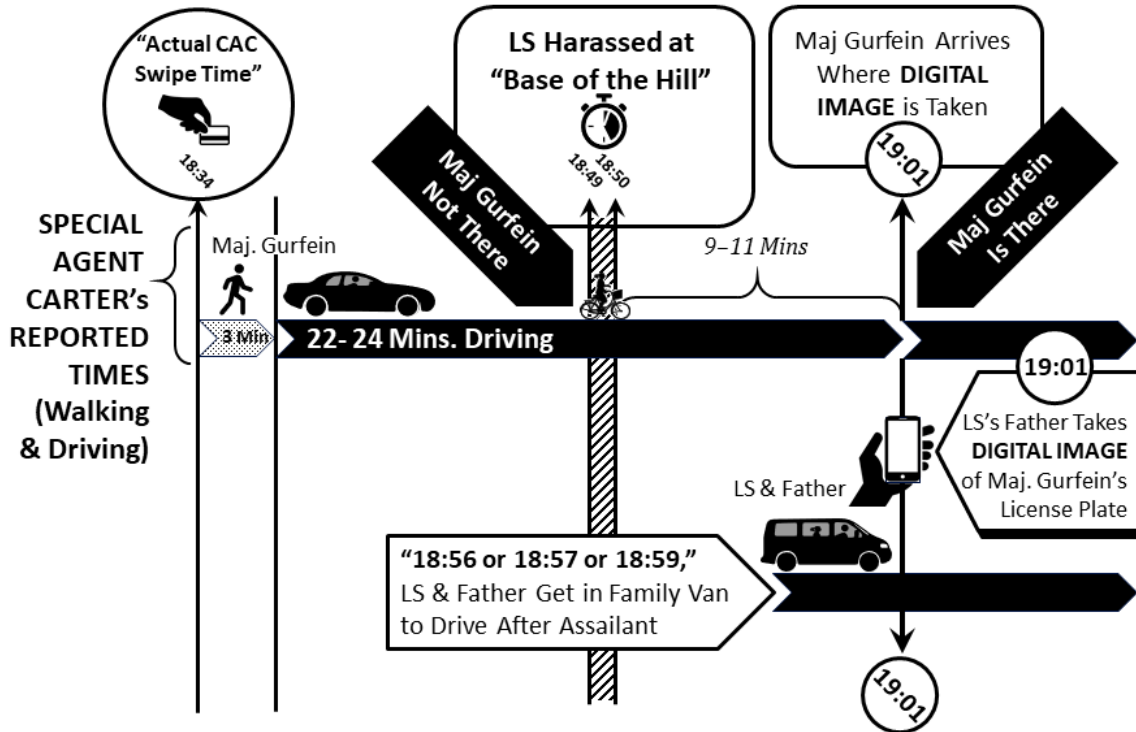 “Actual CAC
Swipe Time”
18:34
LS Harassed at
“Base of the Hill”
18:49
18:50
Maj Gurfein Arrives
Where DIGITAL
IMAGE is Taken
19:01
Maj Gurfein
Not There
Maj Gurfein
Is There
SPECIAL
AGENT
CARTER’s
REPORTED
TIMES
(Walking
& Driving)
Maj. Gurfein
9–11 Mins
3 Min
22- 24 Mins. Driving
19:01
LS’s Father Takes
DIGITAL IMAGE
of Maj. Gurfein’s
License Plate
LS & Father
“18:56 or 18:57 or 18:59,”
LS & Father Get in Family Van
to Drive After Assailant
19:01